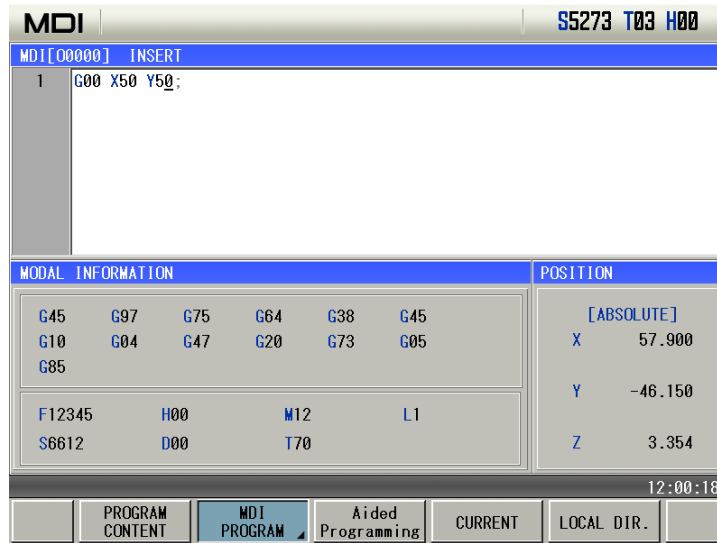 MDI S5273 T03 H00
MDI[O0000] INSERT
1 G00 X50 Y50;
MODAL INFORMATION
G45 G97 G75 G64 G38 G45
G10 G04 G47 G20 G73 G05
G85
F12345 H00 M12 L1
S6612 D00 T70
POSITION
[ABSOLUTE]
X 57.900
Y -46.150
Z 3.354
12:00:18
PROGRAM
CONTENT
MDI
PROGRAM
Aided
Programming
CURRENT
LOCAL DIR.